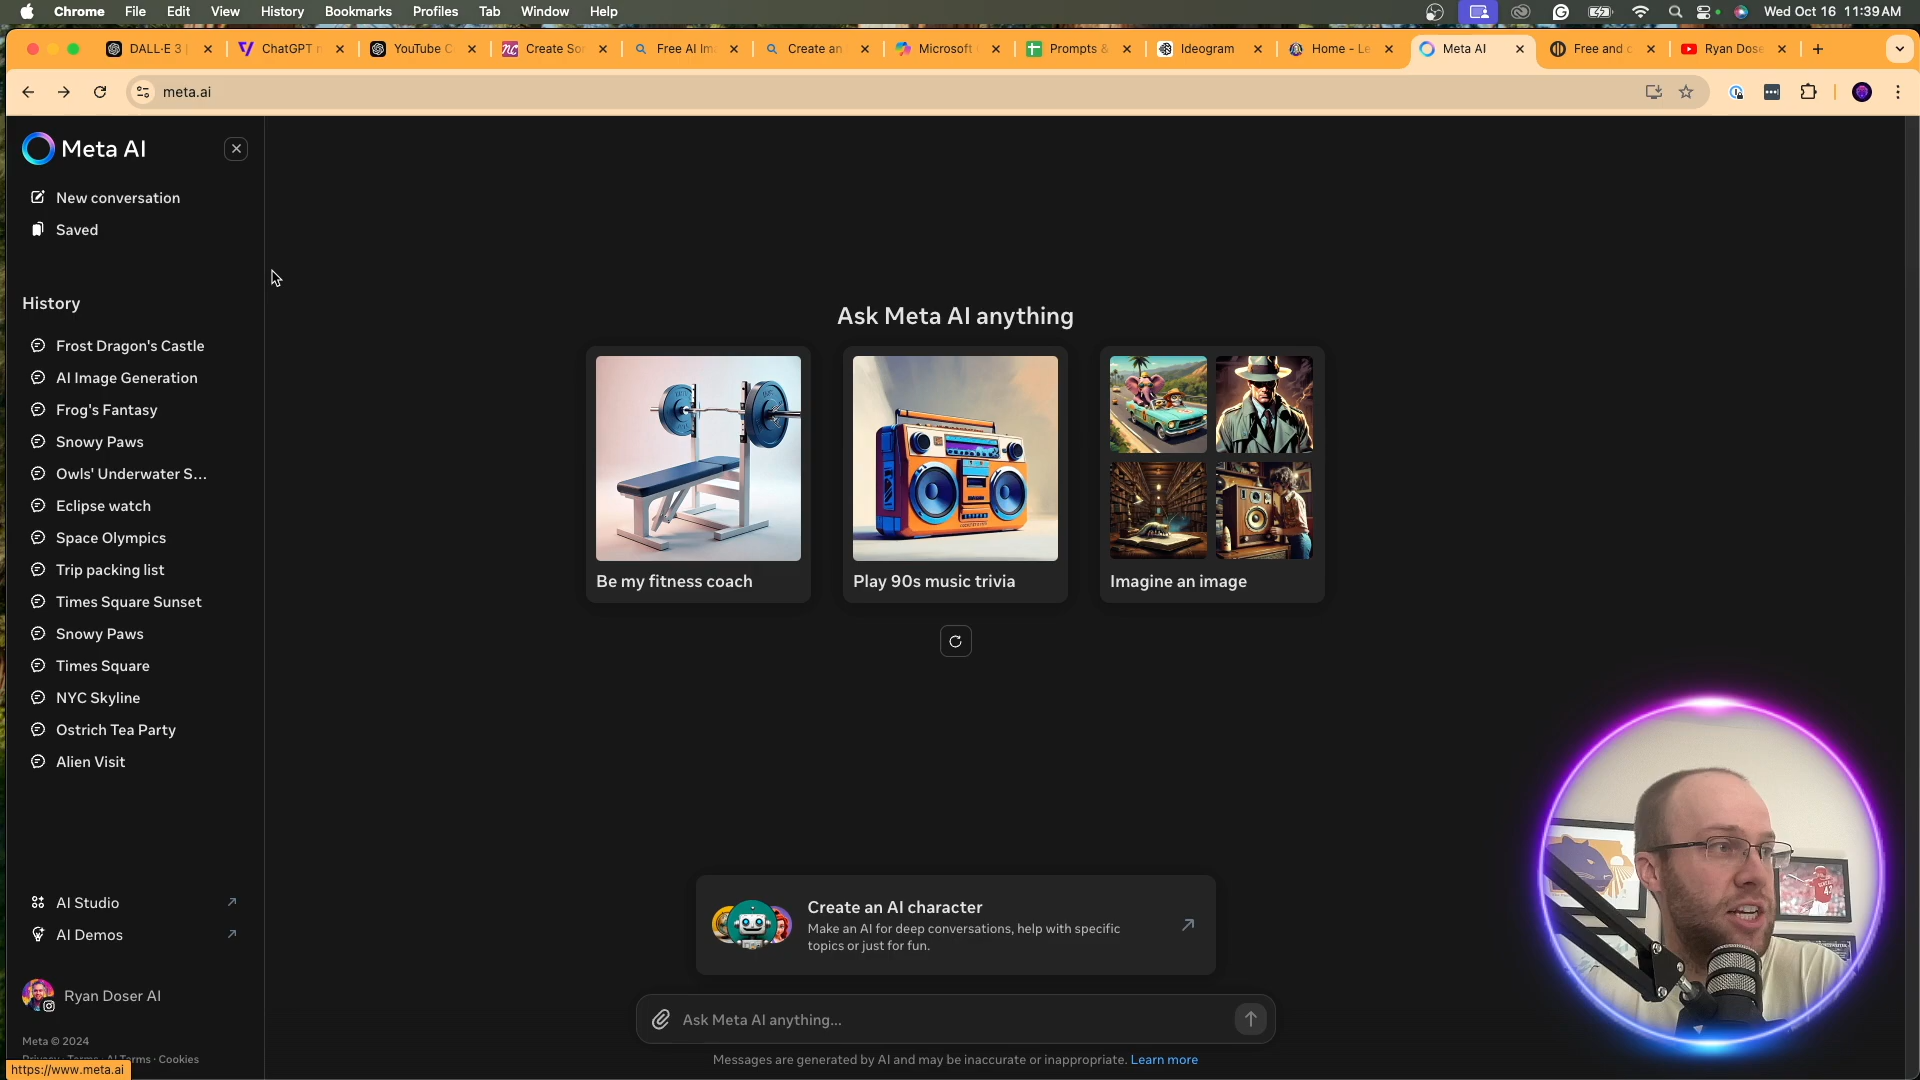 Chrome File Edit View History Bookmarks Profiles Tab Window Help Wed Oct 16 11:39 AM
DALL·E 3 ChatGPT YouTube C Create So Free AI Im Create an Microsoft Prompts & Ideogram Home - Le Meta AI Free and Ryan Dose
meta.ai
Meta AI
New conversation
Saved
History
Frost Dragon's Castle
AI Image Generation
Frog's Fantasy
Snowy Paws
Owls' Underwater S...
Eclipse watch
Space Olympics
Trip packing list
Times Square Sunset
Snowy Paws
Times Square
NYC Skyline
Ostrich Tea Party
Alien Visit
AI Studio
AI Demos
Ryan Doser AI
Meta © 2024
Privacy · Terms · AI Terms · Cookies
https://www.meta.ai
Ask Meta AI anything
Be my fitness coach
Play 90s music trivia
Imagine an image
Create an AI character
Make an AI for deep conversations, help with specific
topics or just for fun.
Ask Meta AI anything...
Messages are generated by AI and may be inaccurate or inappropriate. Learn more